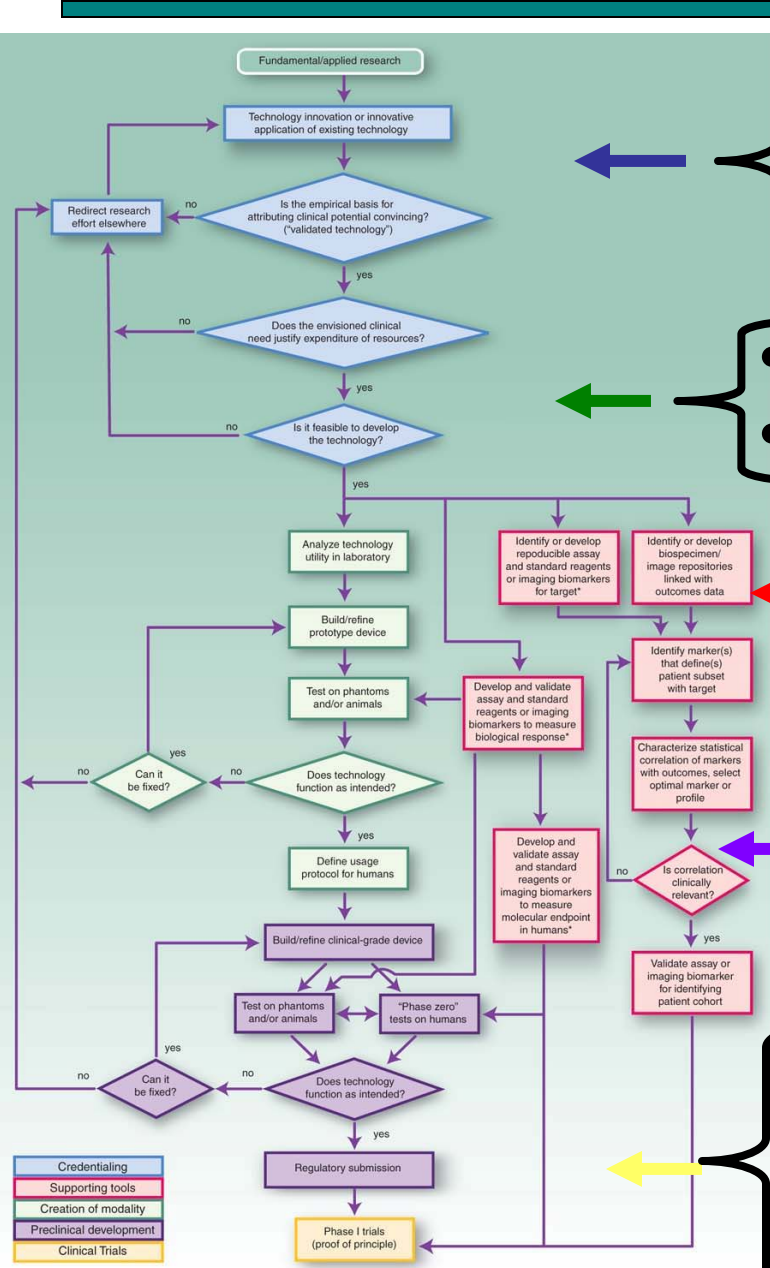 Fundamental/applied research
Technology innovation or innovative
application of existing technology
Redirect research
effort elsewhere
no
Is the empirical basis for
attributing clinical potential convincing?
("validated technology")
yes
no
Does the envisioned clinical
need justify expenditure of resources?
yes
no
Is it feasible to develop
the technology?
yes
Analyze technology
utility in laboratory
Identify or develop
repoducible assay
and standard reagents
or imaging biomarkers
for target*
Identify or develop
biospecimen/
image repositories
linked with
outcomes data
Build/refine
prototype device
Identify marker(s)
that define(s)
patient subset
with target
Test on phantoms
and/or animals
Develop and validate
assay and standard
reagents or imaging
biomarkers to measure
biological response*
Characterize statistical
correlation of markers
with outcomes, select
optimal marker or
profile
yes
no
Can it
be fixed?
no
Does technology
function as intended?
yes
Define usage
protocol for humans
Develop and
validate assay
and standard
reagents or
imaging biomarkers
to measure
molecular endpoint
in humans*
no
Is correlation
clinically
relevant?
yes
Build/refine clinical-grade device
Validate assay or
imaging biomarker
for identifying
patient cohort
Test on phantoms
and/or animals
"Phase zero"
tests on humans
yes
no
Can it
be fixed?
no
Does technology
function as intended?
yes
Regulatory submission
Phase I trials
(proof of principle)
Credentialing
Supporting tools
Creation of modality
Preclinical development
Clinical Trials